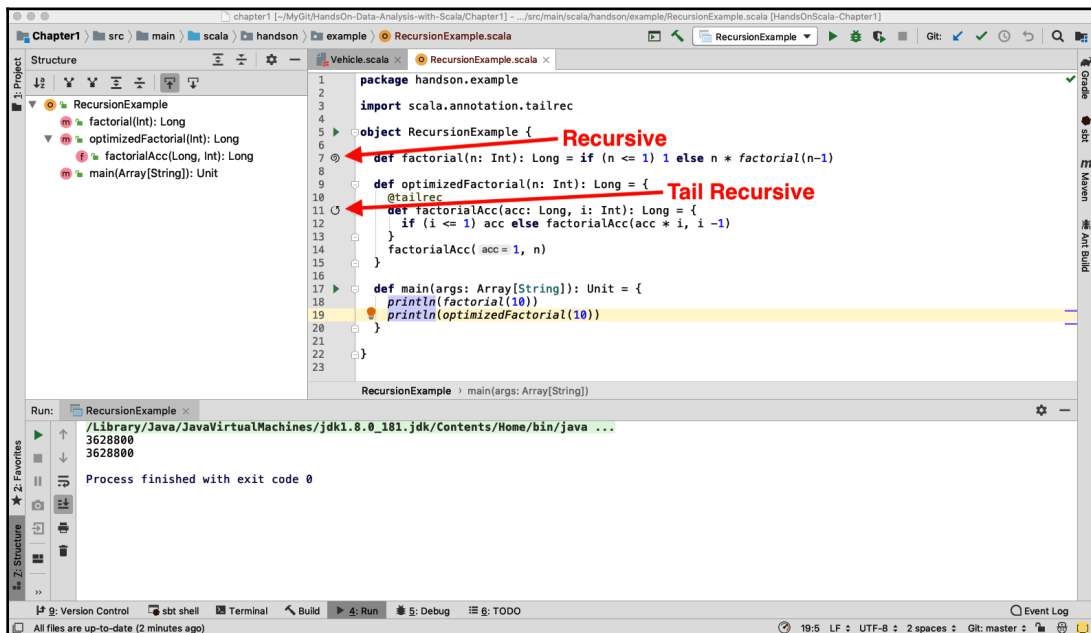 chapter1 [~/MyGit/HandsOn-Data-Analysis-with-Scala/Chapter1] - .../src/main/scala/handson/example/RecursionExample.scala [HandsOnScala-Chapter1]
Chapter1 src main scala handson example RecursionExample.scala RecursionExample Git:
1: Project
Structure
RecursionExample
factorial(Int): Long
optimizedFactorial(Int): Long
factorialAcc(Long, Int): Long
main(Array[String]): Unit
Vehicle.scala RecursionExample.scala
1 package handson.example
2
3 import scala.annotation.tailrec
4
5 object RecursionExample {
Recursive
6
7 def factorial(n: Int): Long = if (n <= 1) 1 else n * factorial(n-1)
8
9 def optimizedFactorial(n: Int): Long = {
Tail Recursive
10 @tailrec
11 def factorialAcc(acc: Long, i: Int): Long = {
12 if (i <= 1) acc else factorialAcc(acc * i, i -1)
13 }
14 factorialAcc( acc = 1, n)
15 }
16
17 def main(args: Array[String]): Unit = {
18 println(factorial(10))
19 println(optimizedFactorial(10))
20 }
21
22 }
23
RecursionExample › main(args: Array[String])
Gradle
sbt
Maven
Ant Build
Run: RecursionExample
/Library/Java/JavaVirtualMachines/jdk1.8.0_181.jdk/Contents/Home/bin/java ...
3628800
3628800
Process finished with exit code 0
2: Favorites
Z: Structure
9: Version Control sbt shell Terminal Build 4: Run 5: Debug 6: TODO Event Log
All files are up-to-date (2 minutes ago) 19:5 LF UTF-8 2 spaces Git: master